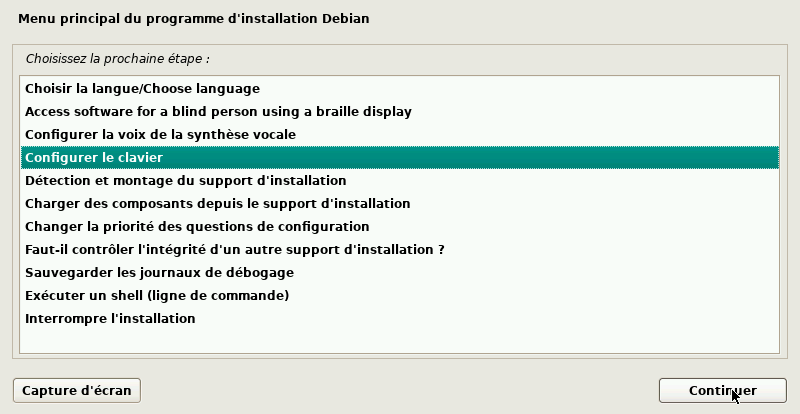 Menu principal du programme d'installation Debian
Choisissez la prochaine étape :
Choisir la langue/Choose language
Access software for a blind person using a braille display
Configurer la voix de la synthèse vocale
Configurer le clavier
Détection et montage du support d'installation
Charger des composants depuis le support d'installation
Changer la priorité des questions de configuration
Faut-il contrôler l'intégrité d'un autre support d'installation ?
Sauvegarder les journaux de débogage
Exécuter un shell (ligne de commande)
Interrompre l'installation
Capture d'écran
Continuer